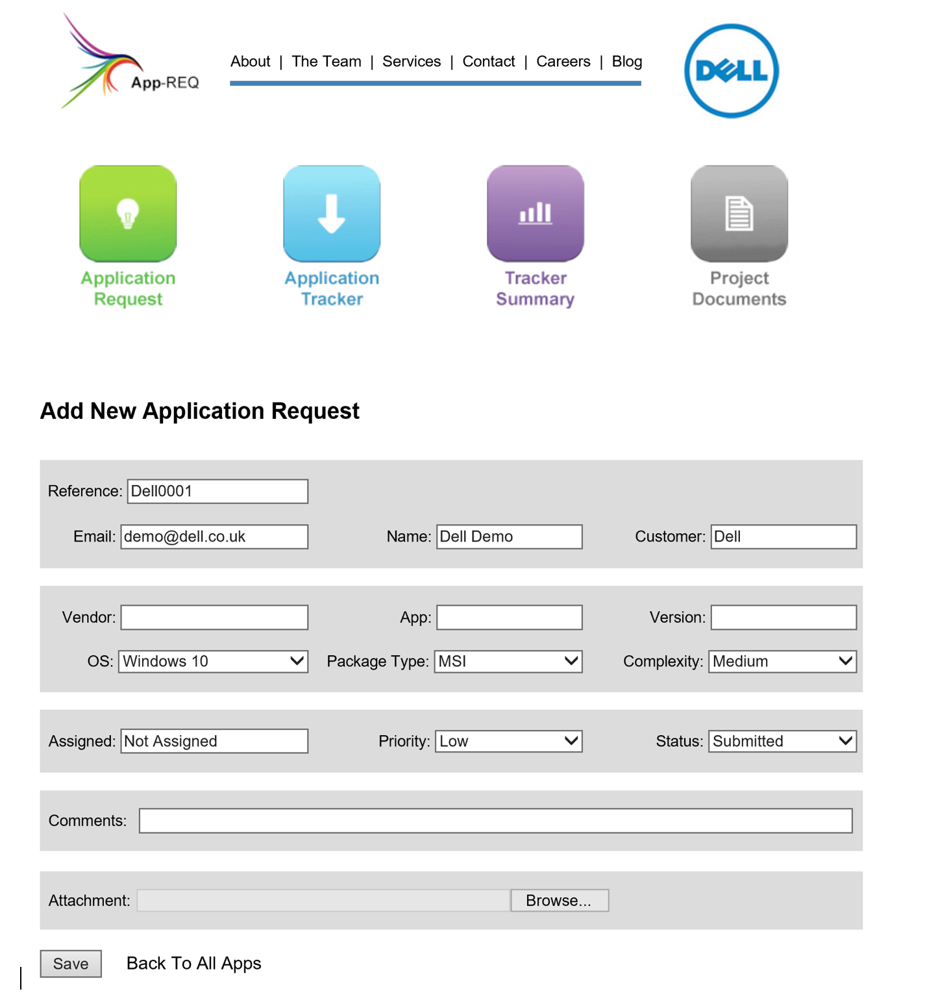 App-REQ
About | The Team | Services | Contact | Careers | Blog
DELL
Application
Request
Application
Tracker
Tracker
Summary
Project
Documents
Add New Application Request
Reference: Dell0001
Email: demo@dell.co.uk Name: Dell Demo Customer: Dell
Vendor: App: Version:
OS: Windows 10 Package Type: MSI Complexity: Medium
Assigned: Not Assigned Priority: Low Status: Submitted
Comments:
Attachment: Browse...
Save Back To All Apps